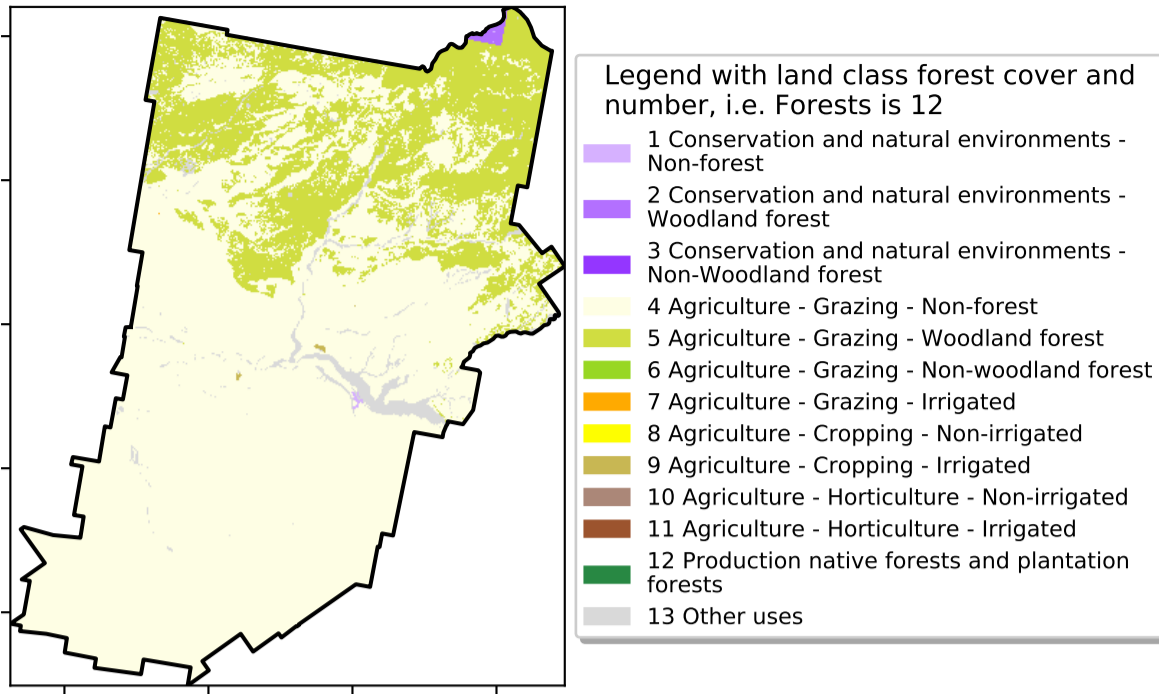 Legend with land class forest cover and
number, i.e. Forests is 12
1 Conservation and natural environments -
Non-forest
2 Conservation and natural environments -
Woodland forest
3 Conservation and natural environments -
Non-Woodland forest
4 Agriculture - Grazing - Non-forest
5 Agriculture - Grazing - Woodland forest
6 Agriculture - Grazing - Non-woodland forest
7 Agriculture - Grazing - Irrigated
8 Agriculture - Cropping - Non-irrigated
9 Agriculture - Cropping - Irrigated
10 Agriculture - Horticulture - Non-irrigated
11 Agriculture - Horticulture - Irrigated
12 Production native forests and plantation
forests
13 Other uses